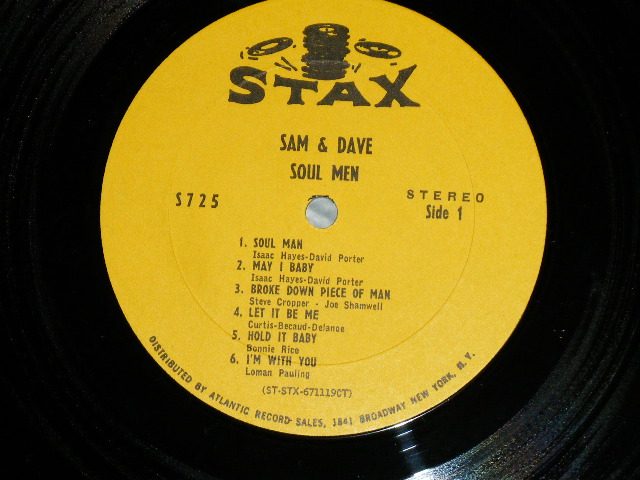 STAX
SAM & DAVE
SOUL MEN
S725
STEREO
Side 1
1. SOUL MAN
Isaac Hayes-David Porter
2. MAY I BABY
Isaac Hayes-David Porter
3. BROKE DOWN PIECE OF MAN
Steve Cropper - Joe Shamwell
4. LET IT BE ME
Curtis-Becaud-Delanoe
5. HOLD IT BABY
Bonnie Rice
6. I'M WITH YOU
Loman Pauling
(ST-STX-671119CT)
DISTRIBUTED BY ATLANTIC RECORD SALES, 1841 BROADWAY NEW YORK, N.Y.